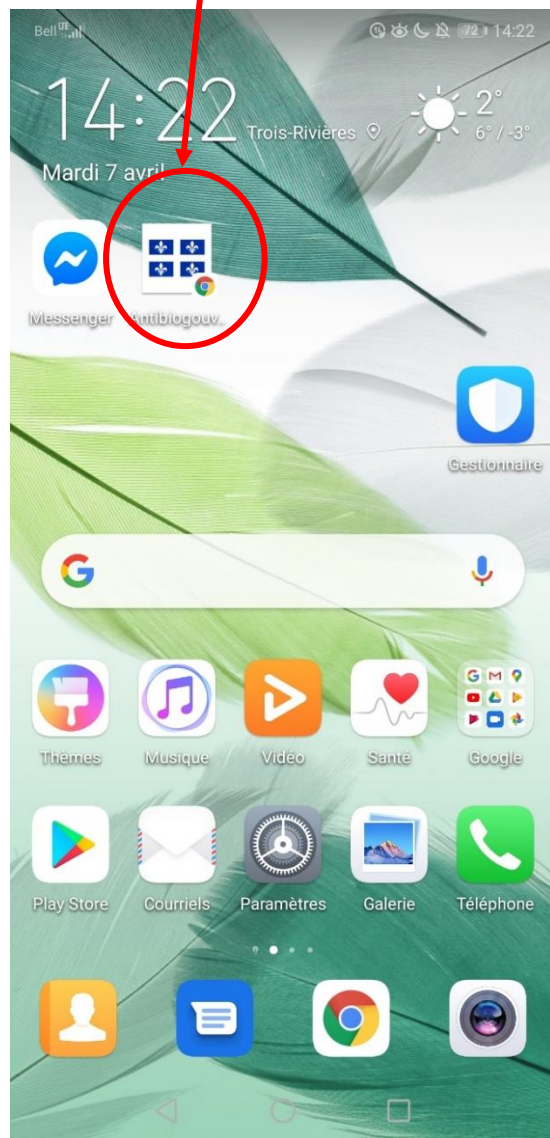 Bell LTE 72 14:22
14:22
Trois-Rivières 2°
6° / -3°
Mardi 7 avril
Messenger Antibiogouv..
Gestionnaire
G
Thèmes Musique Vidéo Santé Google
Play Store Courriels Paramètres Galerie Téléphone